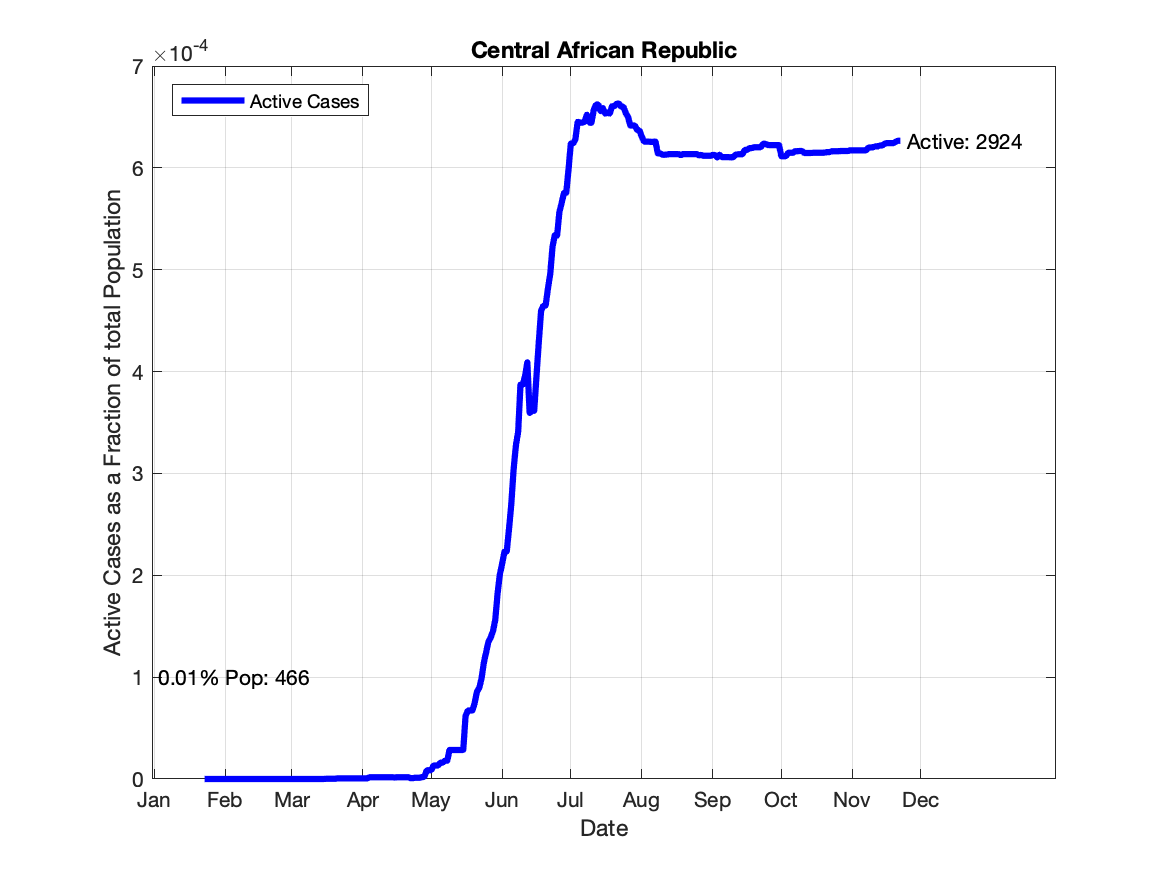 Central African Republic
×10-4
Active Cases
Active: 2924
0.01% Pop: 466
7
6
5
4
3
2
1
0
Active Cases as a Fraction of total Population
Jan Feb Mar Apr May Jun Jul Aug Sep Oct Nov Dec
Date